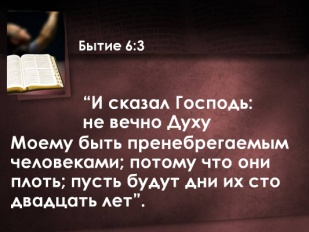 Бытие 6:3
“И сказал Господь:
не вечно Духу
Моему быть пренебрегаемым
человеками; потому что они
плоть; пусть будут дни их сто
двадцать лет”.